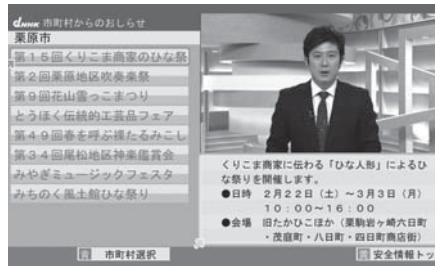 NHK 市町村からのおしらせ
栗原市
第15回くりこま商家のひな祭
第2回栗原地区吹奏楽祭
第9回花山雪っこまつり
とうほく伝統的工芸品フェア
第49回春を呼ぶ裸たるみこし
第34回尾松地区神楽鑑賞会
みやぎミュージックフェスタ
みちのく風土館ひな祭り
くりこま商家に伝わる「ひな人形」によるひ
な祭りを開催します。
●日時 2月22日(土)～3月3日(月)
10:00～16:00
●会場 旧たかひこほか(栗駒岩ヶ崎六日町
・茂庭町・八日町・四日町商店街)
市町村選択
安全情報トッ